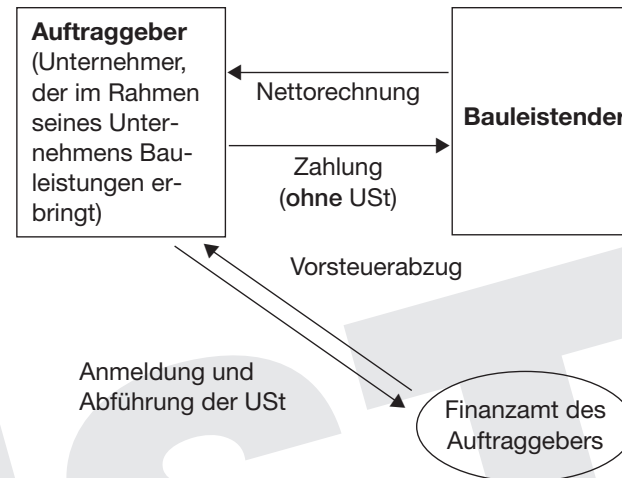 Auftraggeber
(Unternehmer,
der im Rahmen
seines Unter-
nehmens Bau-
leistungen er-
bringt)
Nettorechnung
Zahlung
(ohne USt)
Bauleistender
Vorsteuerabzug
Anmeldung und
Abführung der USt
Finanzamt des
Auftraggebers